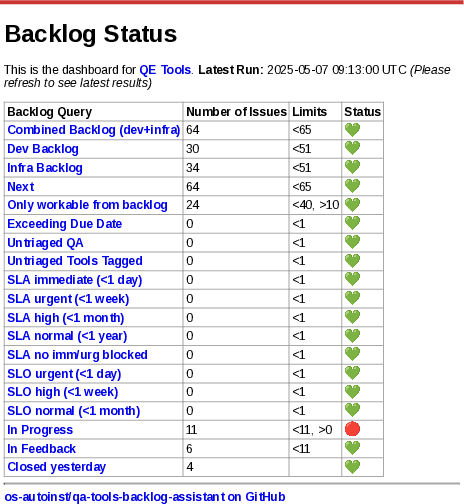 Backlog Status
This is the dashboard for QE Tools. Latest Run: 2025-05-07 09:13:00 UTC (Please
refresh to see latest results)
Backlog Query Number of Issues Limits Status
Combined Backlog (dev+infra) 64 <65 💚
Dev Backlog 30 <51 💚
Infra Backlog 34 <51 💚
Next 64 <65 💚
Only workable from backlog 24 <40, >10 💚
Exceeding Due Date 0 <1 💚
Untriaged QA 0 <1 💚
Untriaged Tools Tagged 0 <1 💚
SLA immediate (<1 day) 0 <1 💚
SLA urgent (<1 week) 0 <1 💚
SLA high (<1 month) 0 <1 💚
SLA normal (<1 year) 0 <1 💚
SLA no imm/urg blocked 0 <1 💚
SLO urgent (<1 day) 0 <1 💚
SLO high (<1 week) 0 <1 💚
SLO normal (<1 month) 0 <1 💚
In Progress 11 <11, >0 🔴
In Feedback 6 <11 💚
Closed yesterday 4 💚
os-autoinst/qa-tools-backlog-assistant on GitHub